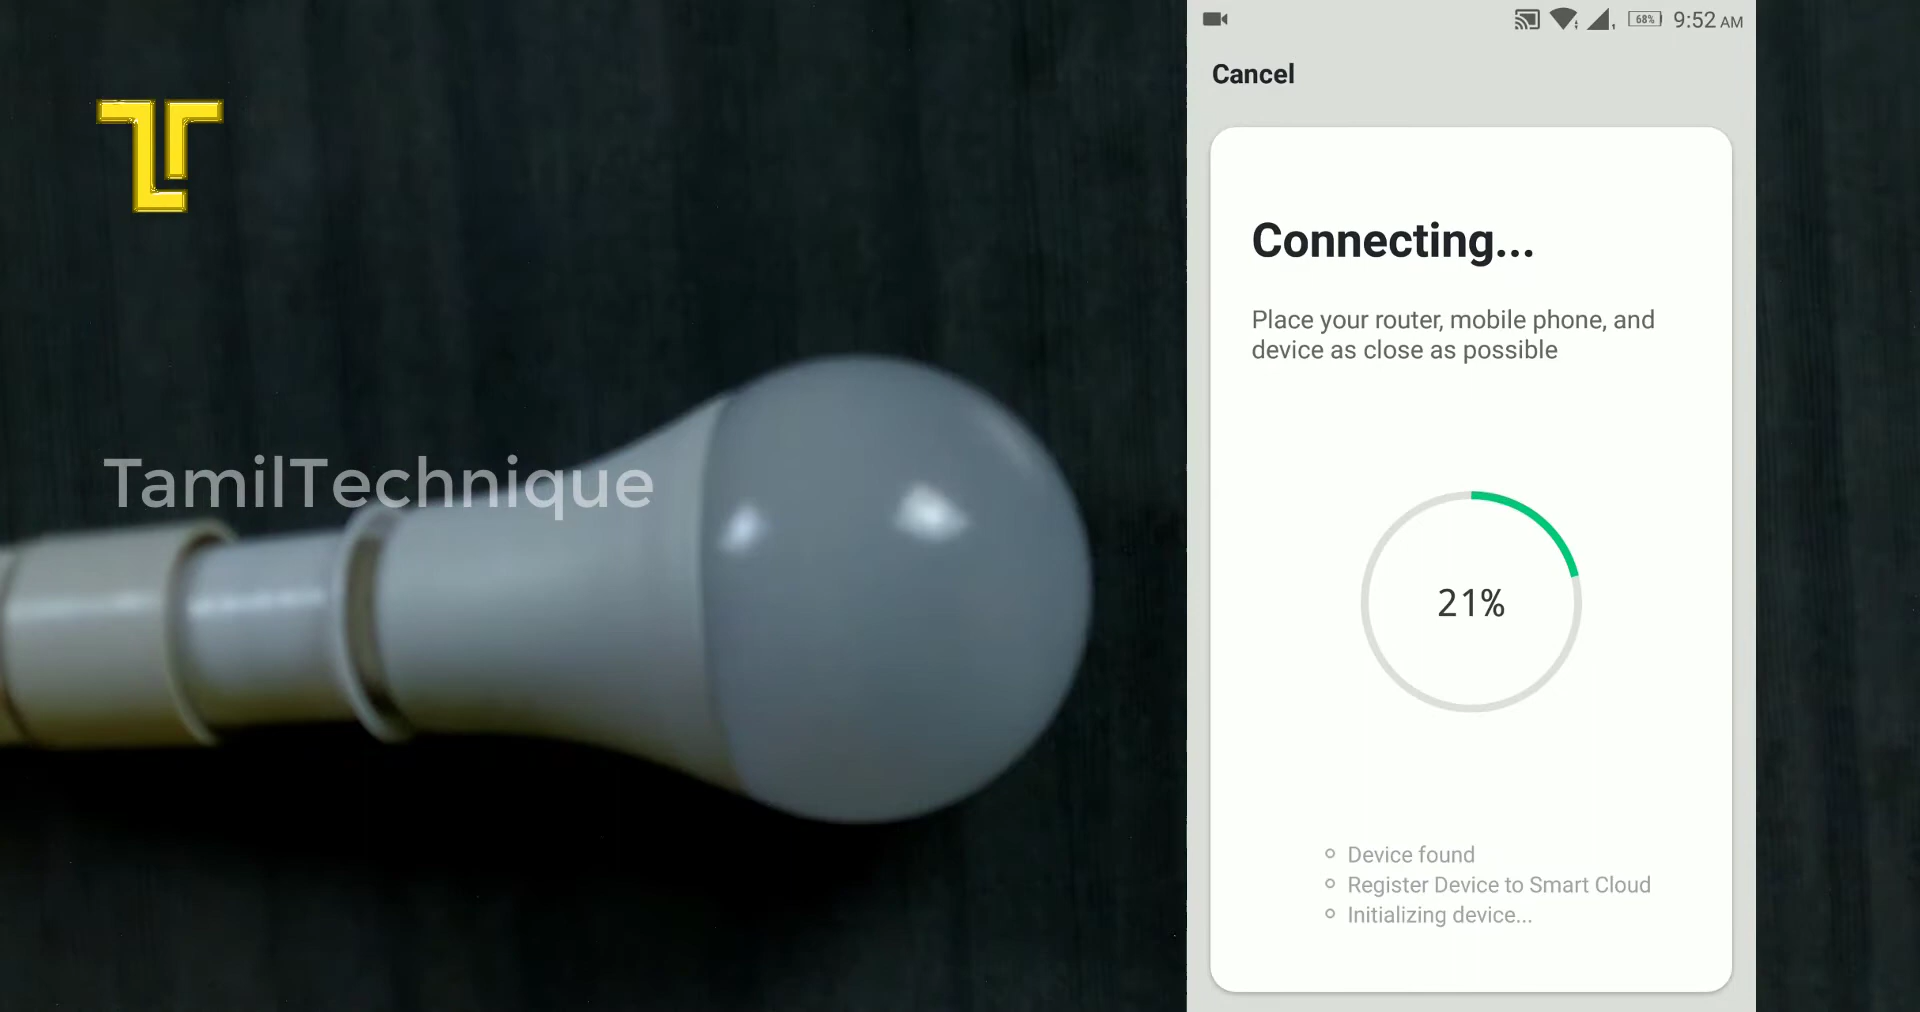 TamilTechnique
68%
9:52 AM
Cancel
Connecting...
Place your router, mobile phone, and
device as close as possible
21%
Device found
Register Device to Smart Cloud
Initializing device...